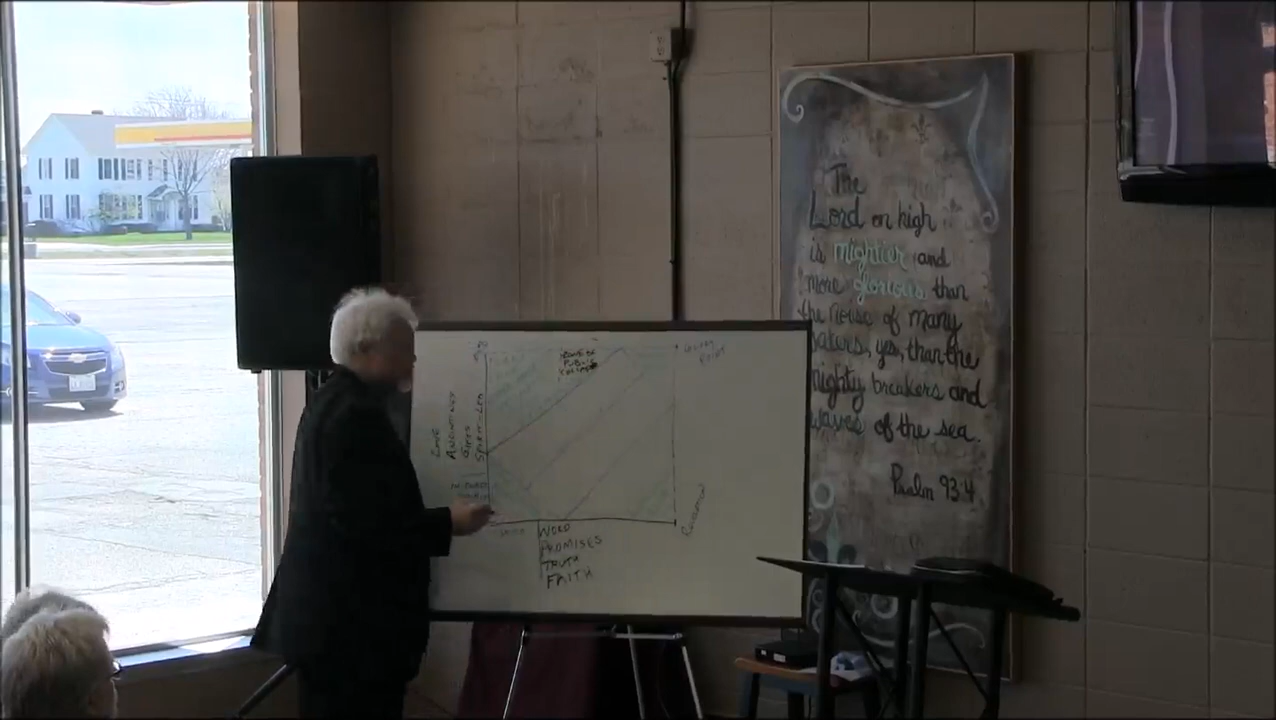 The
Lord on high
is mightier and
more glorious than
the noise of many
waters, yes, than the
mighty breakers and
waves of the sea.
Psalm 93:4
LOVE
ANOINTING
GIFTS
SPIRIT-LED
WORD
PROMISES
TRUTH
FAITH